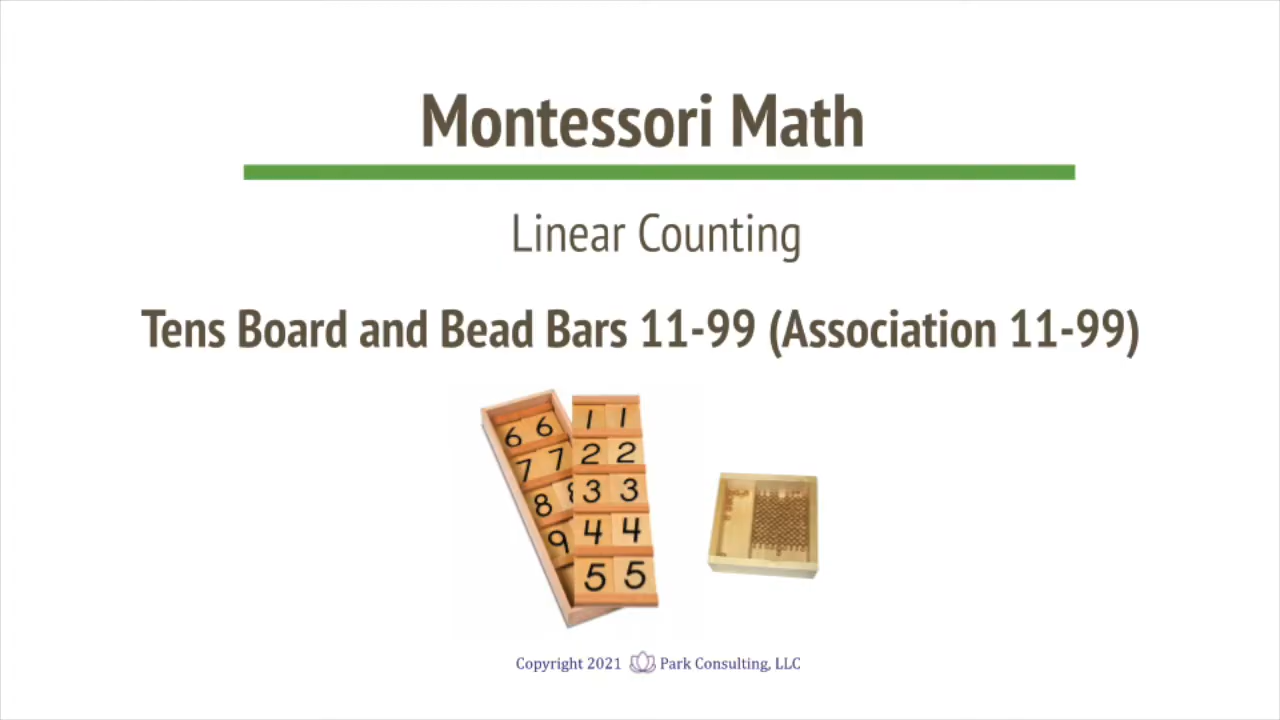 Montessori Math
Linear Counting
Tens Board and Bead Bars 11-99 (Association 11-99)
6 6
7 7
8 8
9
1 1
2 2
3 3
4 4
5 5
Copyright 2021 Park Consulting, LLC